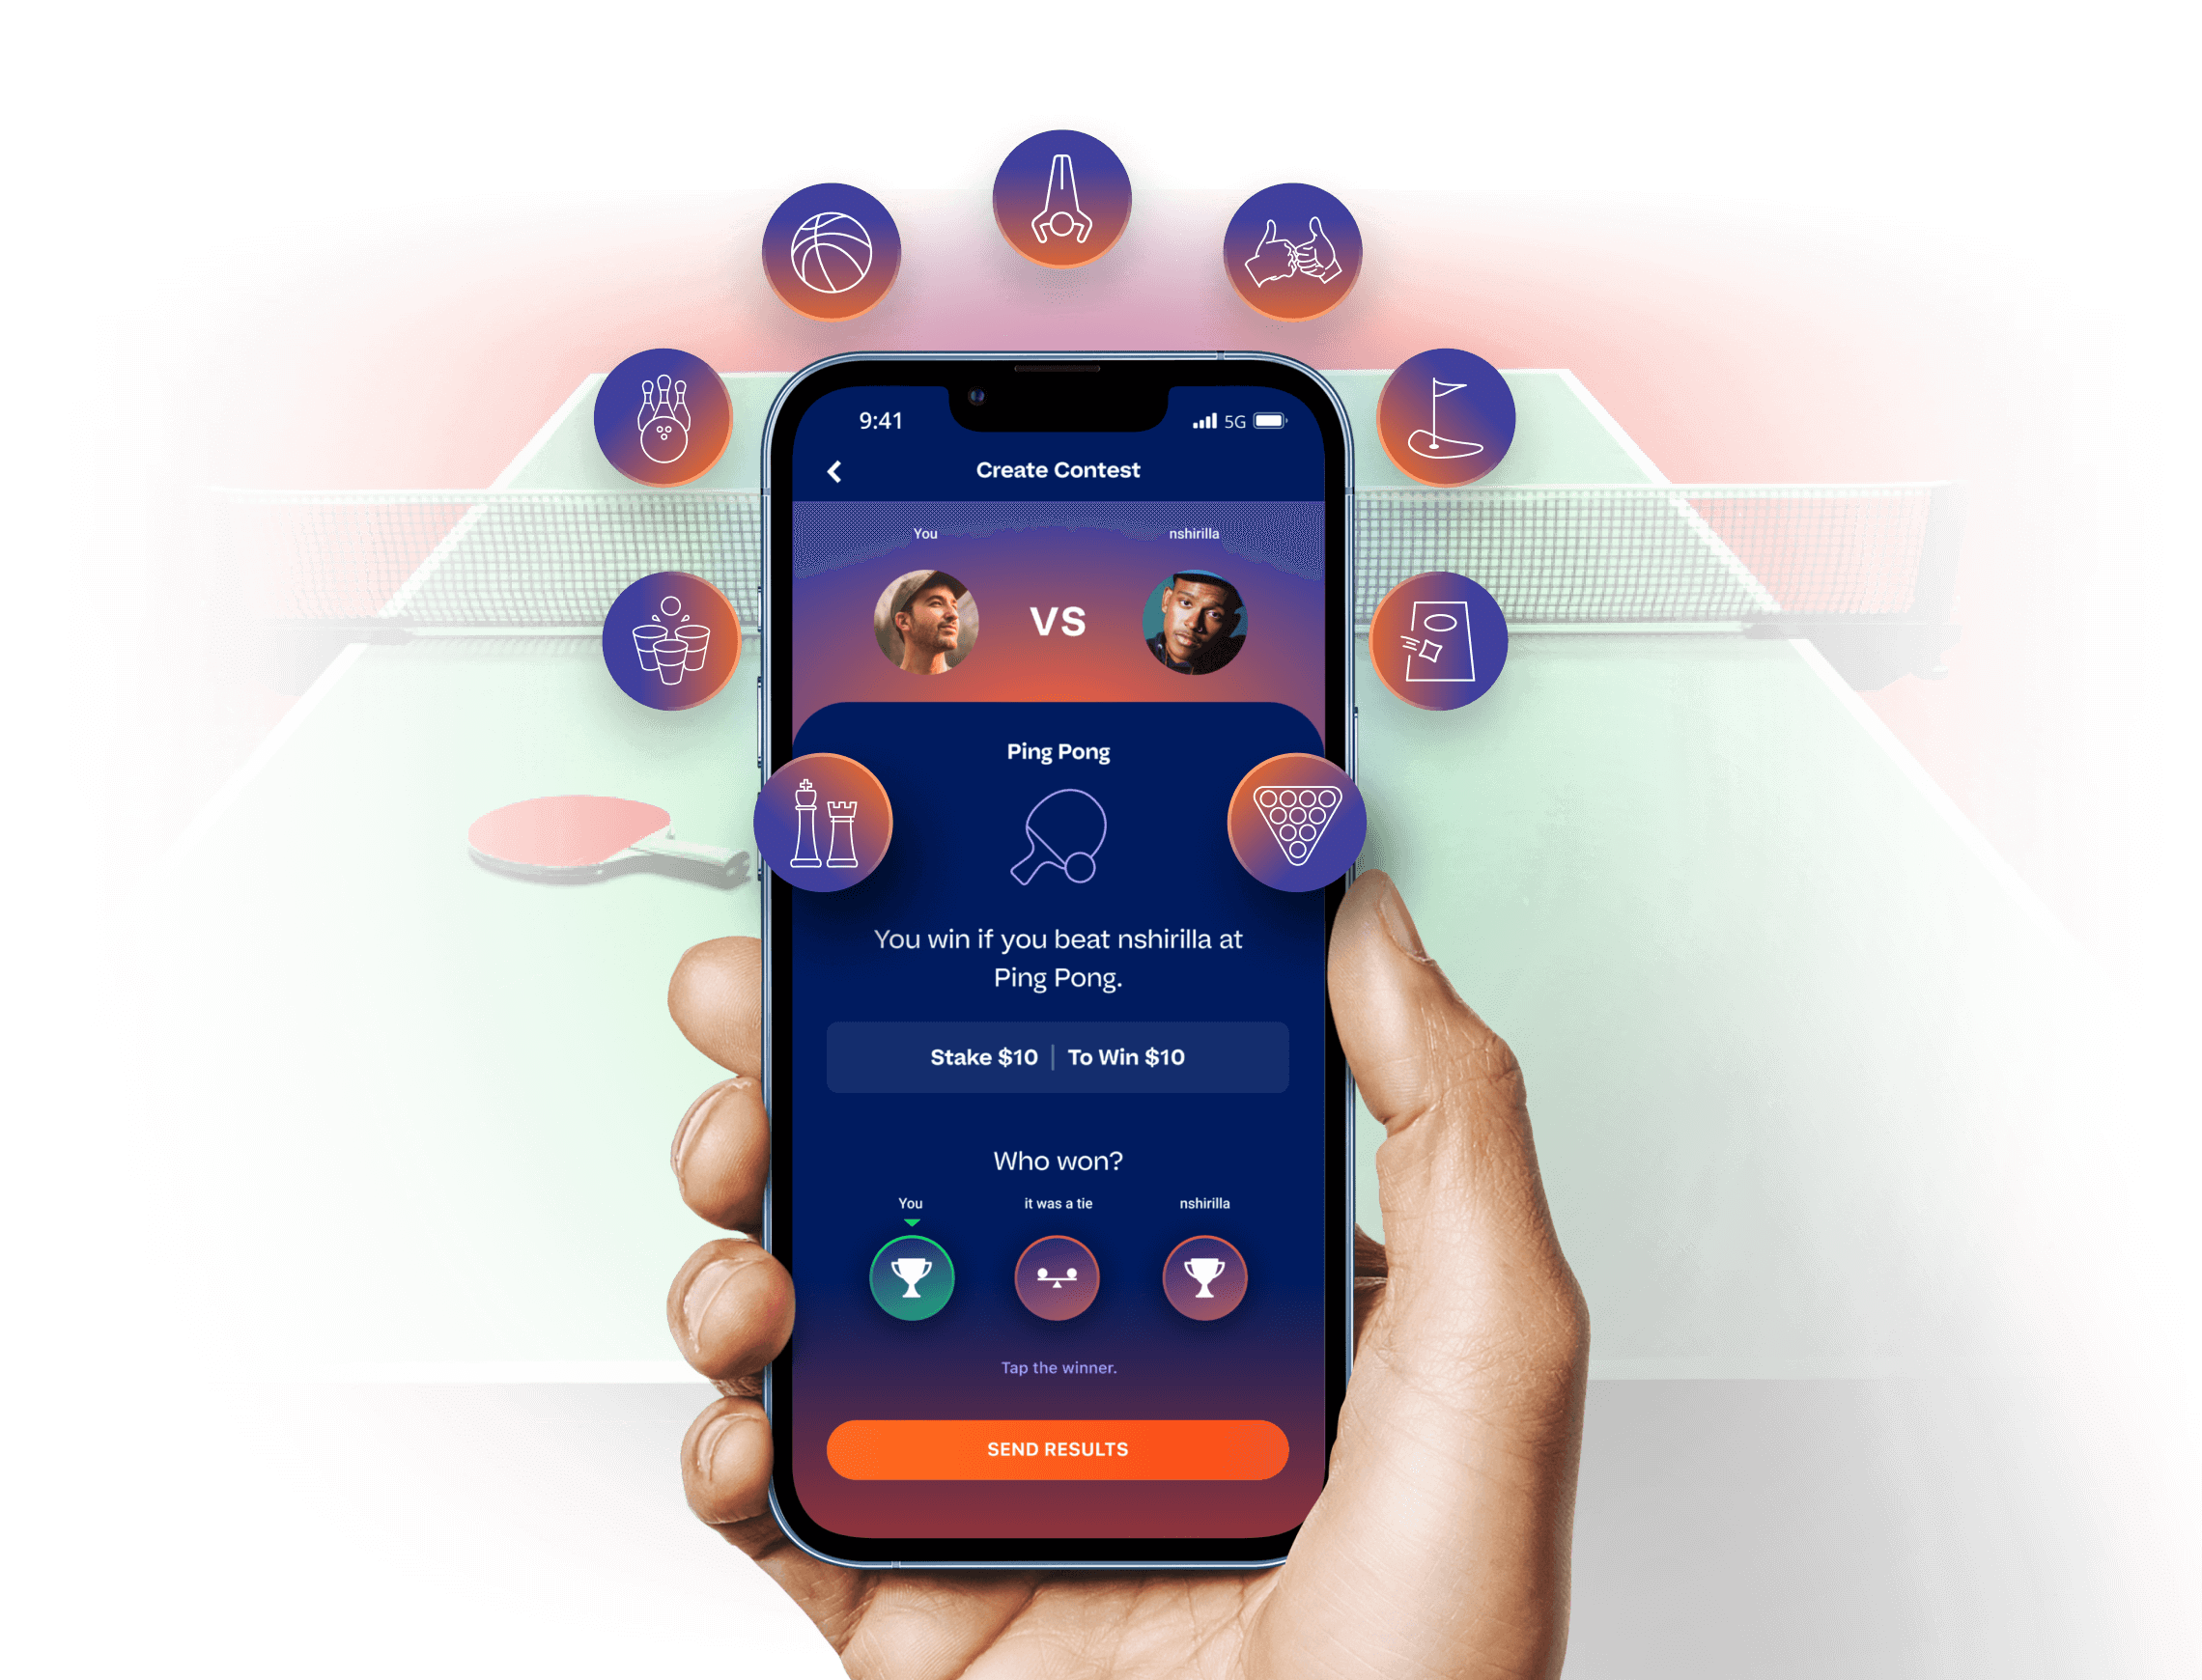 9:41
5G
Create Contest
You
nshirilla
VS
Ping Pong
You win if you beat nshirilla at
Ping Pong.
Stake $10 | To Win $10
Who won?
You
it was a tie
nshirilla
Tap the winner.
SEND RESULTS